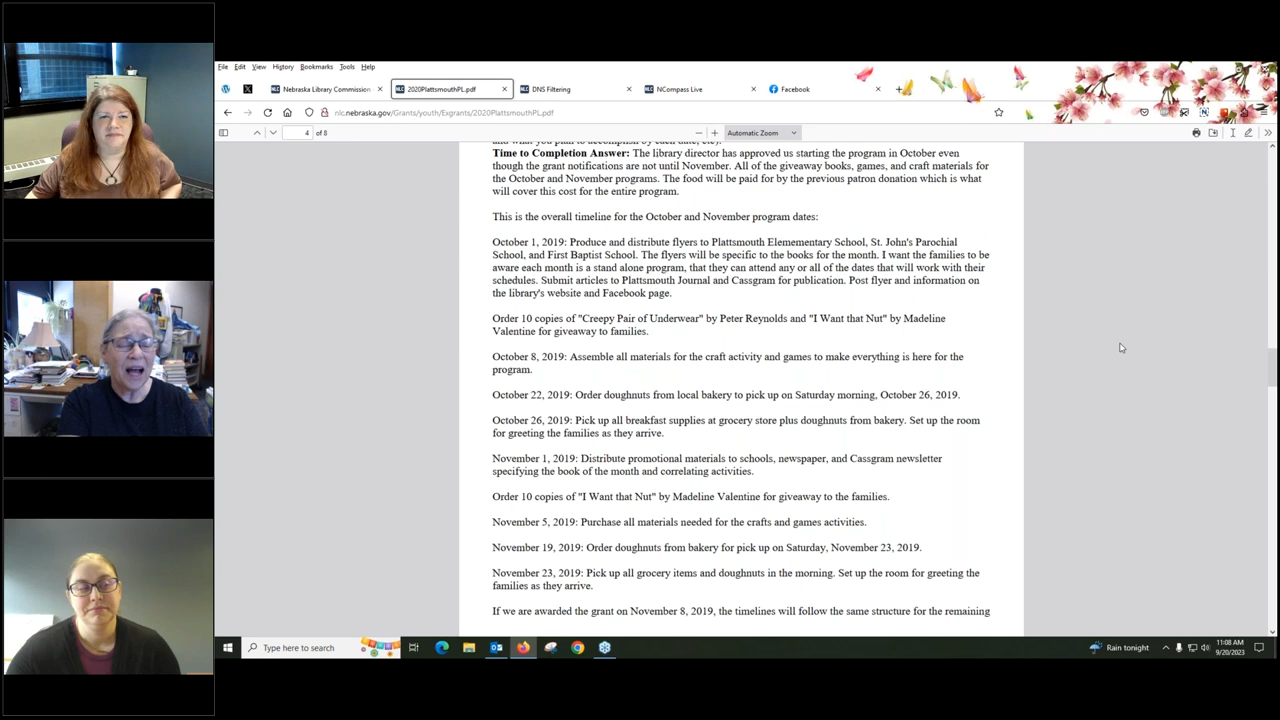 File Edit View History Bookmarks Tools Help
Nebraska Library Commission
2020PlattsmouthPL.pdf
DNS Filtering
NCompass Live
Facebook
nlc.nebraska.gov/Grants/youth/Exgrants/2020PlattsmouthPL.pdf
4 of 8
Automatic Zoom
and what you plan to accomplish by each date, etc).
Time to Completion Answer: The library director has approved us starting the program in October even
though the grant notifications are not until November. All of the giveaway books, games, and craft materials for
the October and November programs. The food will be paid for by the previous patron donation which is what
will cover this cost for the entire program.
This is the overall timeline for the October and November program dates:
October 1, 2019: Produce and distribute flyers to Plattsmouth Elemementary School, St. John's Parochial
School, and First Baptist School. The flyers will be specific to the books for the month. I want the families to be
aware each month is a stand alone program, that they can attend any or all of the dates that will work with their
schedules. Submit articles to Plattsmouth Journal and Cassgram for publication. Post flyer and information on
the library's website and Facebook page.
Order 10 copies of "Creepy Pair of Underwear" by Peter Reynolds and "I Want that Nut" by Madeline
Valentine for giveaway to families.
October 8, 2019: Assemble all materials for the craft activity and games to make everything is here for the
program.
October 22, 2019: Order doughnuts from local bakery to pick up on Saturday morning, October 26, 2019.
October 26, 2019: Pick up all breakfast supplies at grocery store plus doughnuts from bakery. Set up the room
for greeting the families as they arrive.
November 1, 2019: Distribute promotional materials to schools, newspaper, and Cassgram newsletter
specifying the book of the month and correlating activities.
Order 10 copies of "I Want that Nut" by Madeline Valentine for giveaway to the families.
November 5, 2019: Purchase all materials needed for the crafts and games activities.
November 19, 2019: Order doughnuts from bakery for pick up on Saturday, November 23, 2019.
November 23, 2019: Pick up all grocery items and doughnuts in the morning. Set up the room for greeting the
families as they arrive.
If we are awarded the grant on November 8, 2019, the timelines will follow the same structure for the remaining
Type here to search
Rain tonight
11:08 AM
9/20/2023